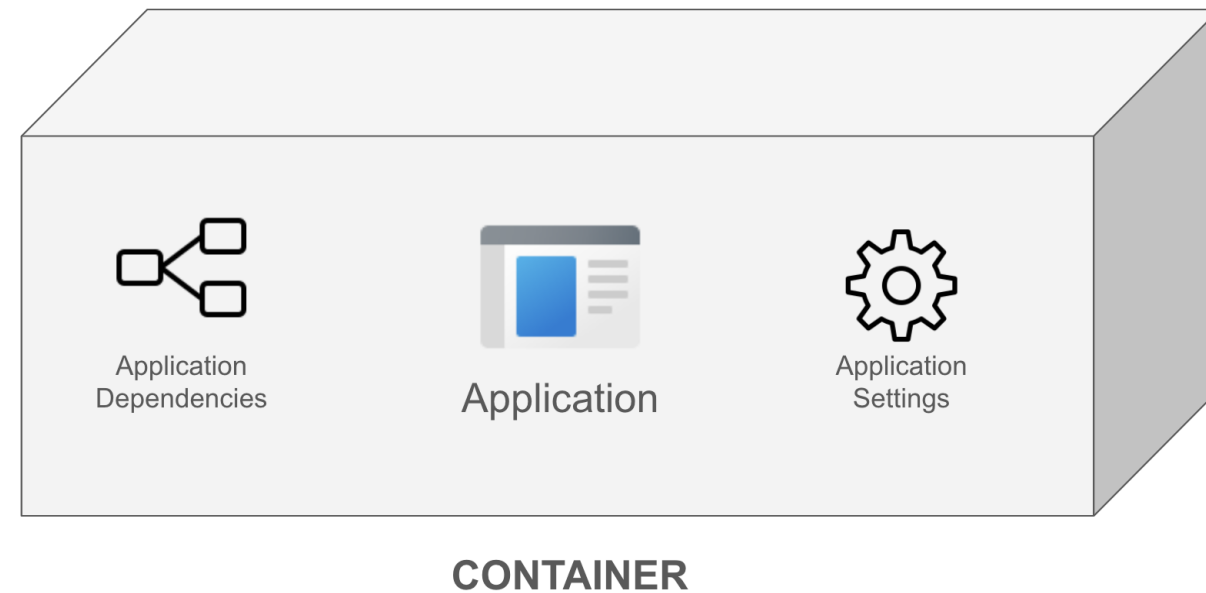 Application
Dependencies
Application
Application
Settings
CONTAINER